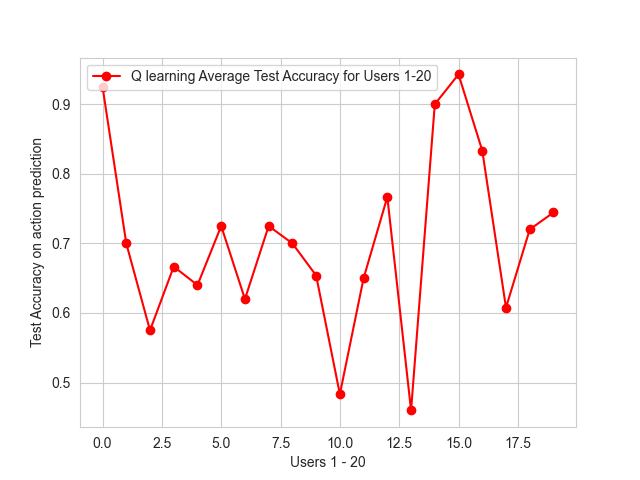 Q learning Average Test Accuracy for Users 1-20
Test Accuracy on action prediction
0.9
0.8
0.7
0.6
0.5
0.0 2.5 5.0 7.5 10.0 12.5 15.0 17.5
Users 1 - 20